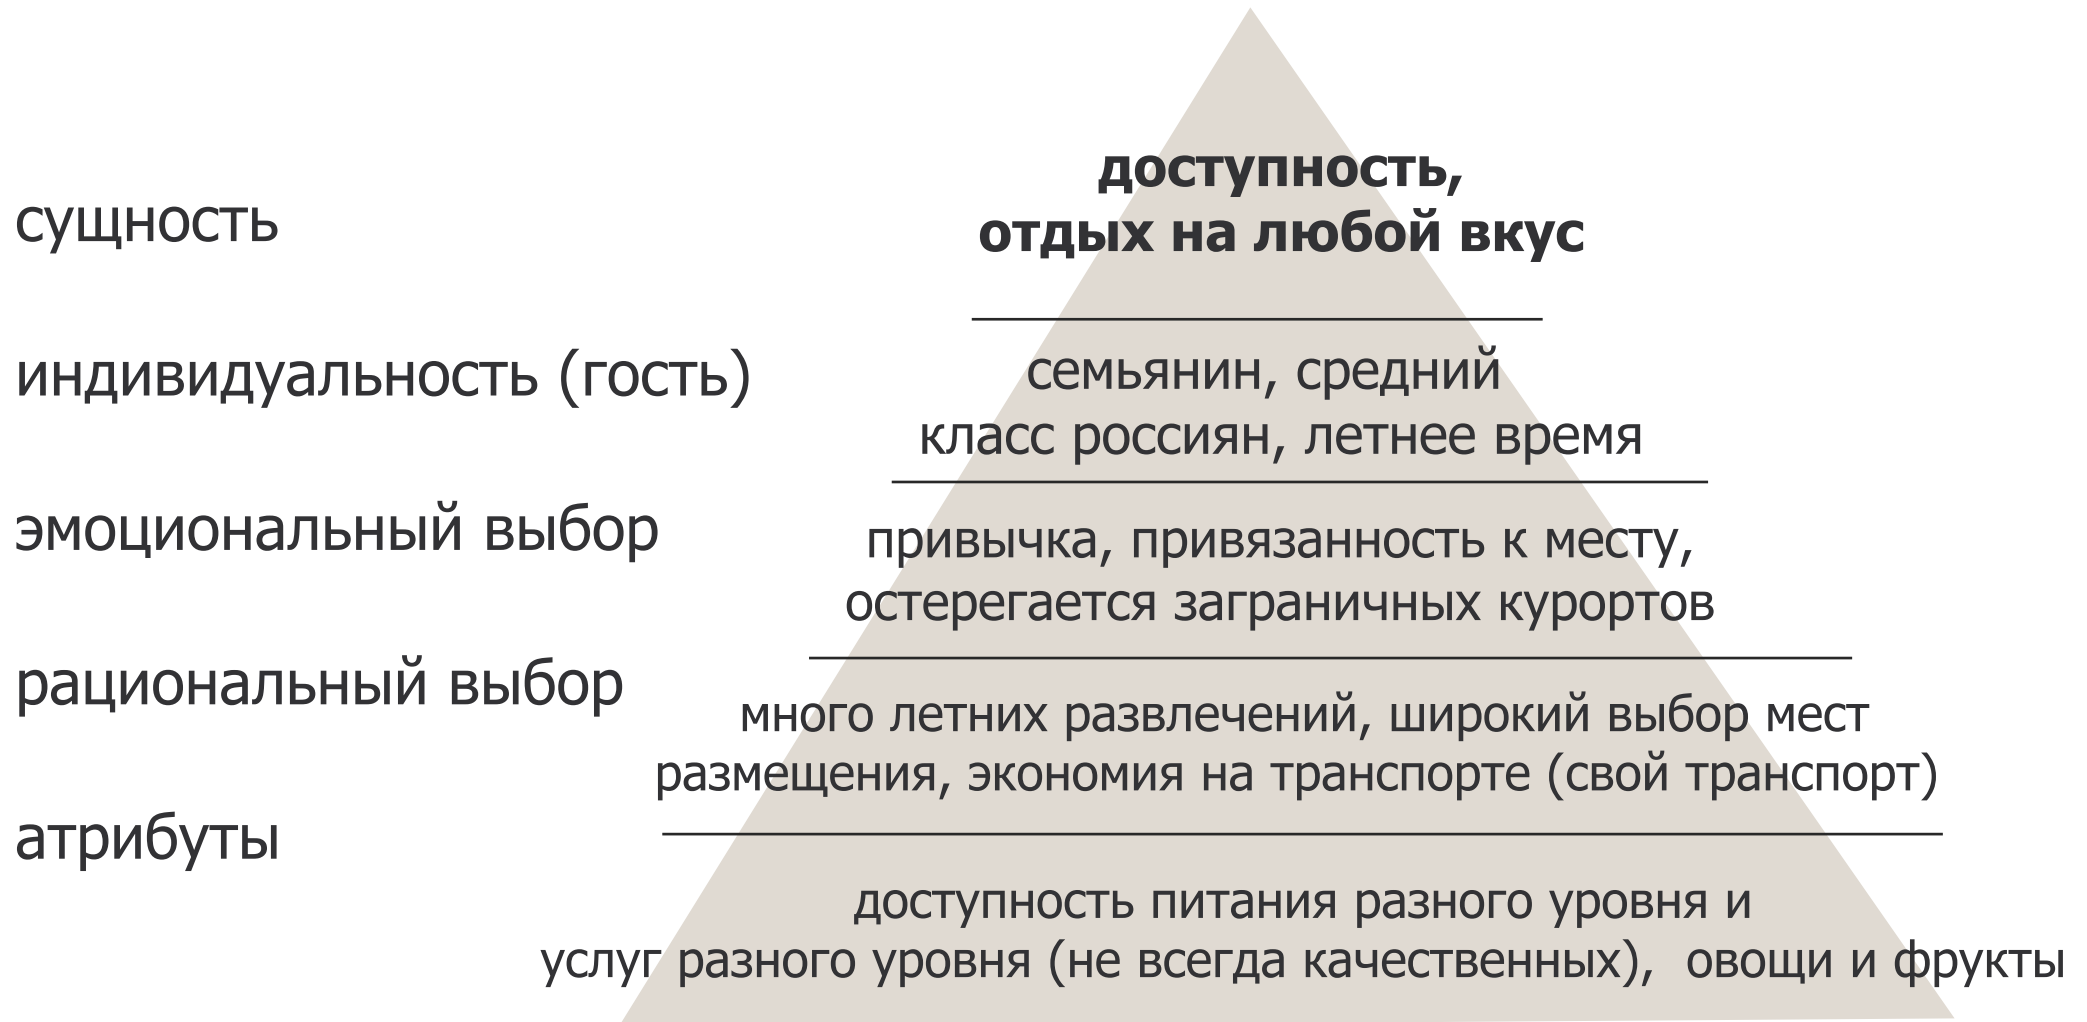 сущность
доступность,
отдых на любой вкус
индивидуальность (гость)
семьянин, средний
класс россиян, летнее время
эмоциональный выбор
привычка, привязанность к месту,
остерегается заграничных курортов
рациональный выбор
много летних развлечений, широкий выбор мест
размещения, экономия на транспорте (свой транспорт)
атрибуты
доступность питания разного уровня и
услуг разного уровня (не всегда качественных), овощи и фрукты